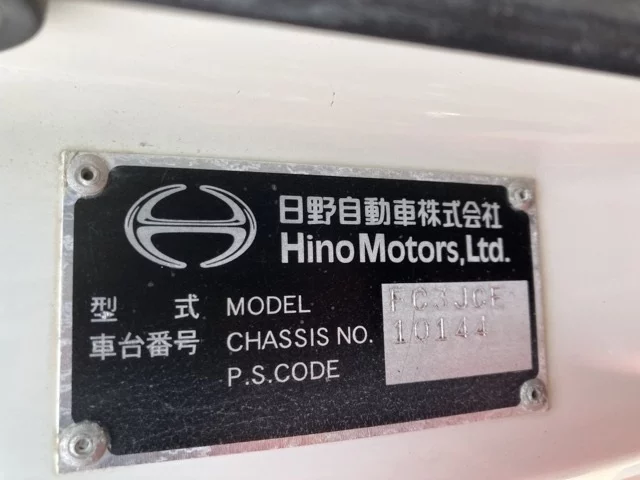 日野自動車株式会社
Hino Motors, Ltd.
型 式 MODEL FC3JCE
車台番号 CHASSIS NO. 10144
P.S.CODE